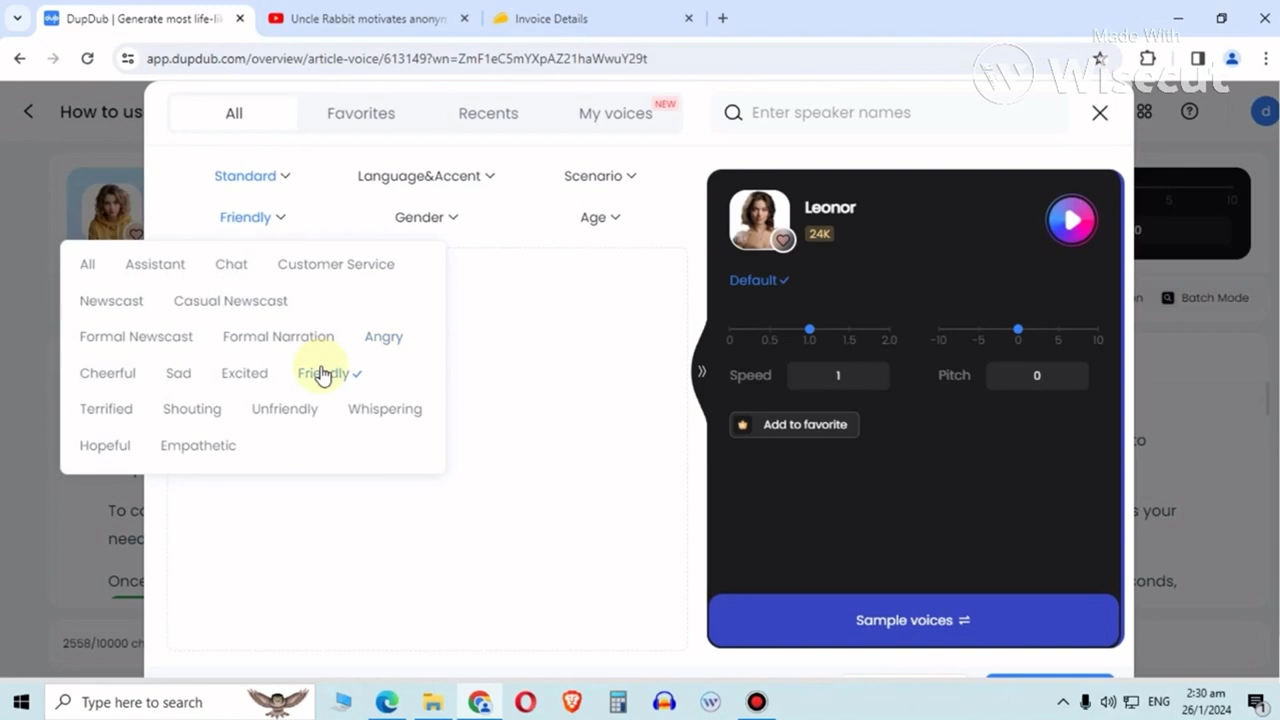 DupDub | Generate most life-li
Uncle Rabbit motivates anonym
Invoice Details
Made With
Wisecut
app.dupdub.com/overview/article-voice/613149?wn=ZmF1eC5mYXpAZ21haWwuY29t
How to us
All
Favorites
Recents
My voices
NEW
Enter speaker names
d
Standard
Language&Accent
Scenario
Friendly
Gender
Age
All
Assistant
Chat
Customer Service
Newscast
Casual Newscast
Formal Newscast
Formal Narration
Angry
Cheerful
Sad
Excited
Friendly
Terrified
Shouting
Unfriendly
Whispering
Hopeful
Empathetic
Leonor
24K
Default
0 0.5 1.0 1.5 2.0
-10 -5 0 5 10
Speed 1
Pitch 0
Add to favorite
Sample voices
5 10
0
n
Batch Mode
to
To co
s your
need
Once
conds,
2558/10000 ch
Type here to search
ENG
2:30 am
26/1/2024
1